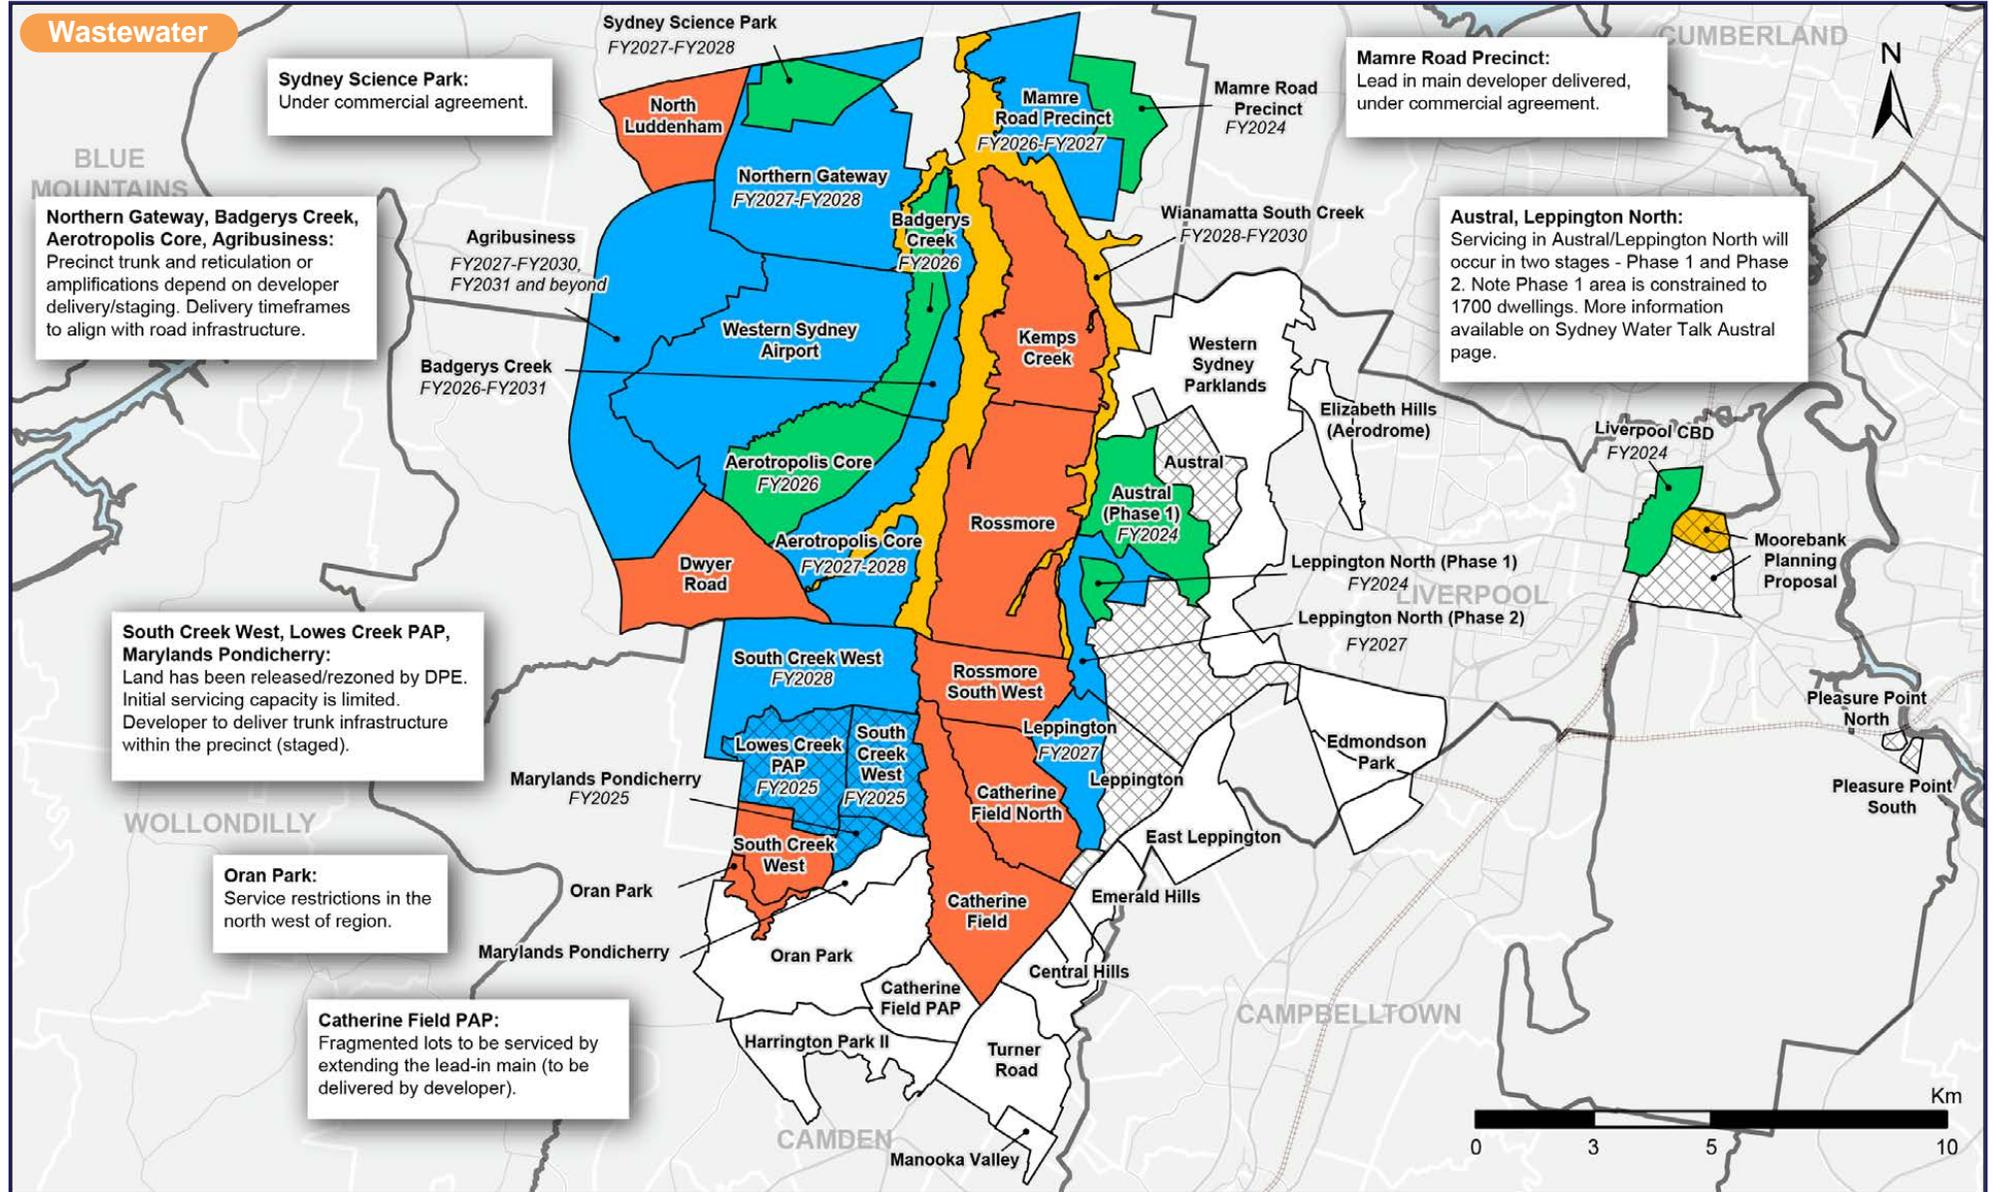 Wastewater
Sydney Science Park
FY2027-FY2028
CUMBERLAND
N
Sydney Science Park:
Under commercial agreement.
Mamre Road Precinct:
Lead in main developer delivered,
under commercial agreement.
North
Luddenham
Mamre
Road Precinct
FY2026-FY2027
Mamre Road
Precinct
FY2024
BLUE
MOUNTAINS
Northern Gateway
FY2027-FY2028
Northern Gateway, Badgerys Creek,
Aerotropolis Core, Agribusiness:
Precinct trunk and reticulation or
amplifications depend on developer
delivery/staging. Delivery timeframes
to align with road infrastructure.
Agribusiness
FY2027-FY2030,
FY2031 and beyond
Badgerys
Creek
FY2026
Wianamatta South Creek
FY2028-FY2030
Austral, Leppington North:
Servicing in Austral/Leppington North will
occur in two stages - Phase 1 and Phase
2. Note Phase 1 area is constrained to
1700 dwellings. More information
available on Sydney Water Talk Austral
page.
Western Sydney
Airport
Kemps
Creek
Western
Sydney
Parklands
Badgerys Creek
FY2026-FY2031
Elizabeth Hills
(Aerodrome)
Liverpool CBD
FY2024
Aerotropolis Core
FY2026
Austral
Austral
(Phase 1)
FY2024
Rossmore
Aerotropolis Core
FY2027-2028
Moorebank
Planning
Proposal
Dwyer
Road
Leppington North (Phase 1)
FY2024
LIVERPOOL
Leppington North (Phase 2)
FY2027
South Creek West, Lowes Creek PAP,
Marylands Pondicherry:
Land has been released/rezoned by DPE.
Initial servicing capacity is limited.
Developer to deliver trunk infrastructure
within the precinct (staged).
South Creek West
FY2028
Rossmore
South West
Pleasure Point
North
Lowes Creek
PAP
FY2025
South
Creek
West
FY2025
Leppington
FY2027
Edmondson
Park
Marylands Pondicherry
FY2025
Leppington
Pleasure Point
South
Catherine
Field North
WOLLONDILLY
South Creek
West
East Leppington
Oran Park:
Service restrictions in the
north west of region.
Oran Park
Catherine
Field
Emerald Hills
Marylands Pondicherry
Oran Park
Central Hills
Catherine
Field PAP
CAMPBELLTOWN
Catherine Field PAP:
Fragmented lots to be serviced by
extending the lead-in main (to be
delivered by developer).
Harrington Park II
Turner
Road
Km
0 3 5 10
CAMDEN
Manooka Valley